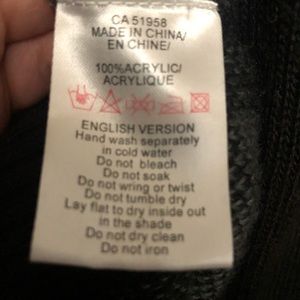 CA 51958
MADE IN CHINA/
EN CHINE/
100%ACRYLIC/
ACRYLIQUE
ENGLISH VERSION
Hand wash separately
in cold water
Do not bleach
Do not soak
Do not wring or twist
Do not tumble dry
Lay flat to dry inside out
in the shade
Do not dry clean
Do not iron